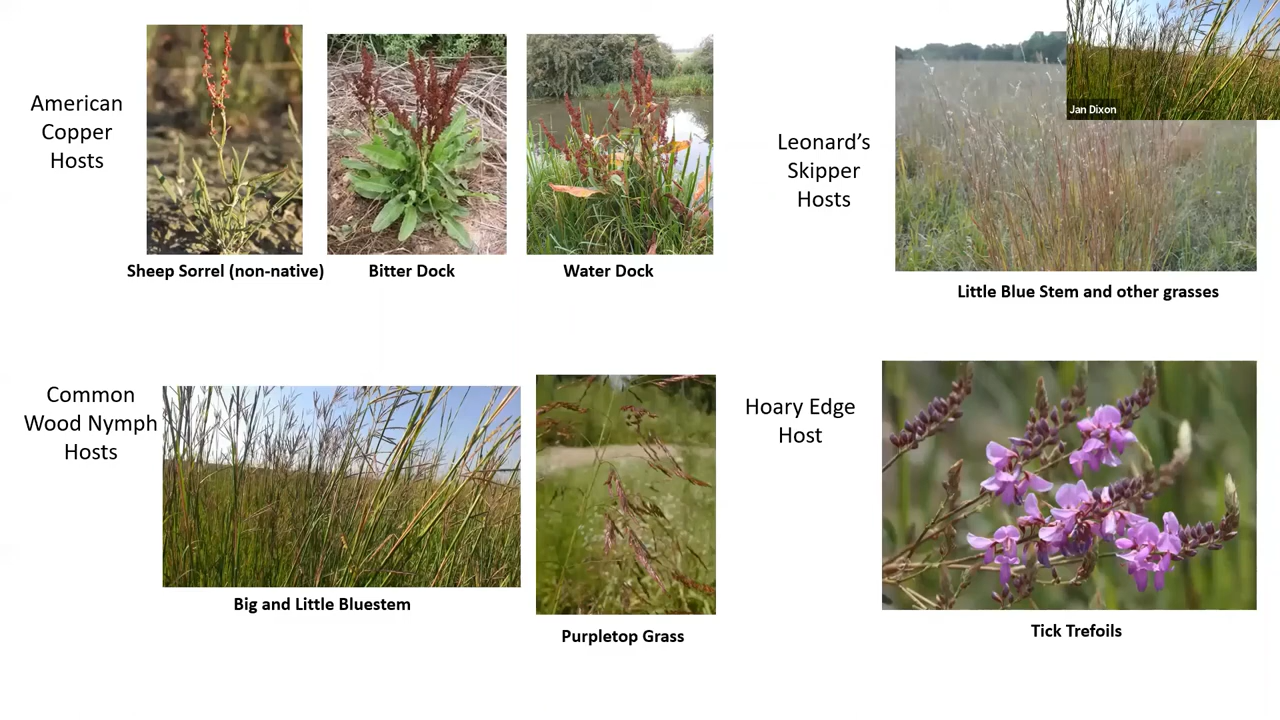 American
Copper
Hosts
Sheep Sorrel (non-native)
Bitter Dock
Water Dock
Leonard's
Skipper
Hosts
Jan Dixon
Little Blue Stem and other grasses
Common
Wood Nymph
Hosts
Big and Little Bluestem
Purpletop Grass
Hoary Edge
Host
Tick Trefoils